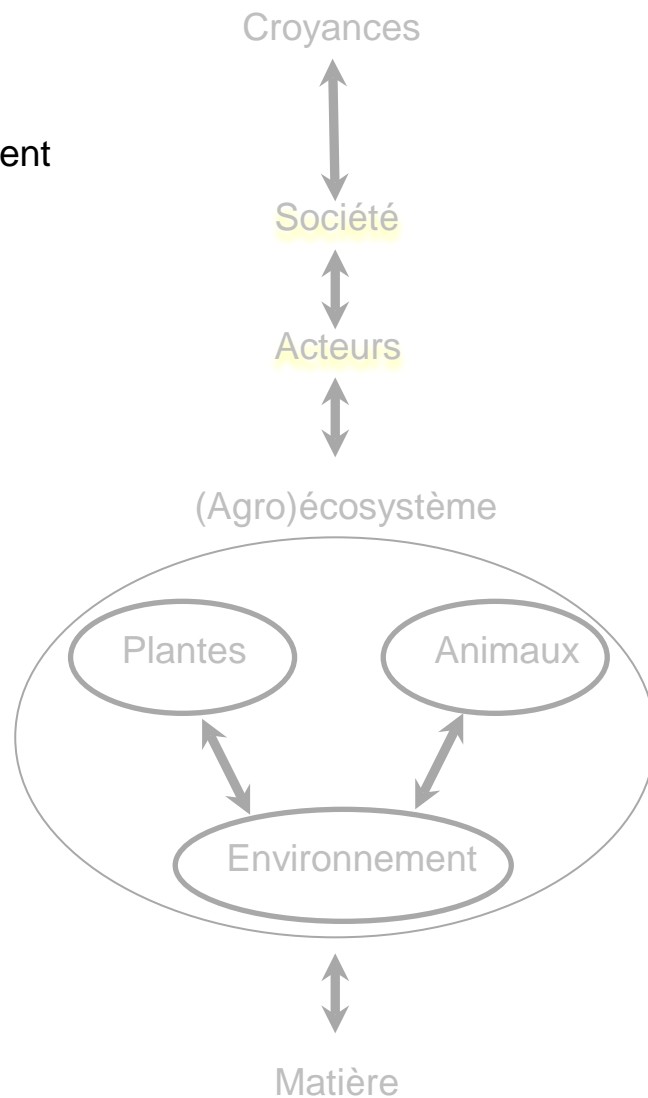 Croyances
ent
Société
Acteurs
(Agro)écosystème
Plantes Animaux
Environnement
Matière